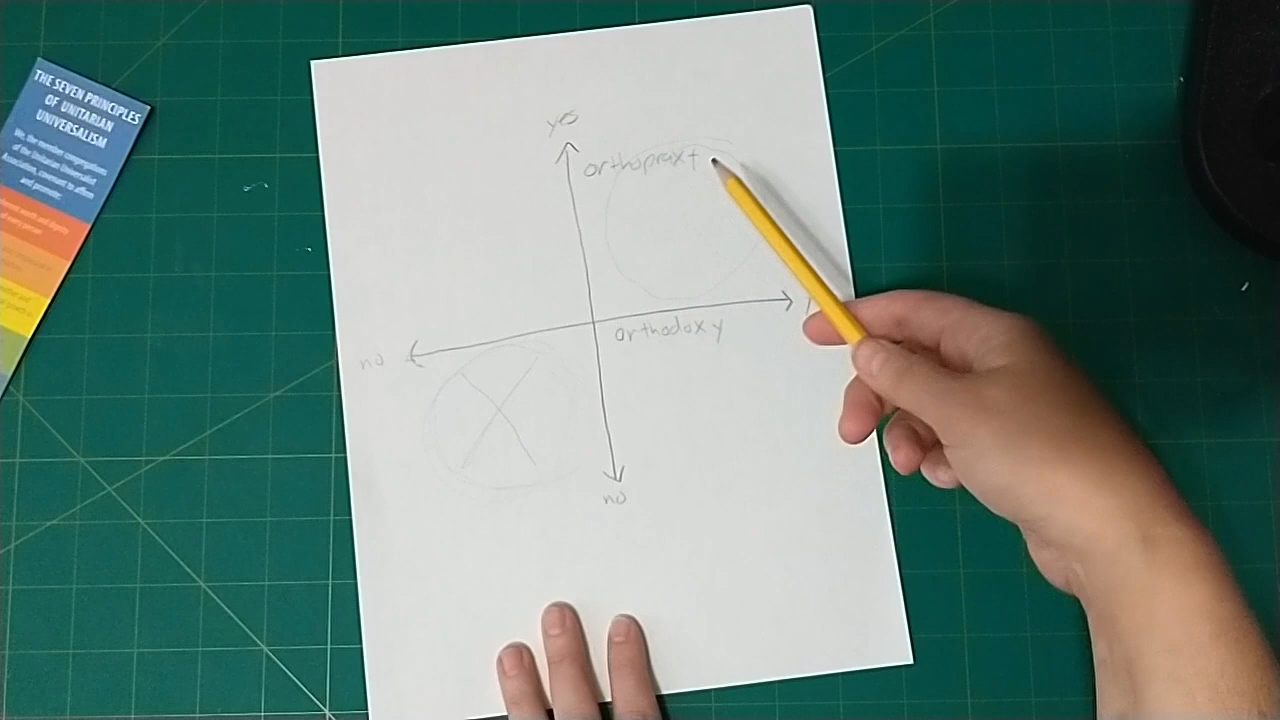 THE SEVEN PRINCIPLES
OF UNITARIAN
UNIVERSALISM
We, the member congregations
of the Unitarian Universalist
Association, covenant to affirm
and promote:
yes
orthoprax
no
orthodoxy
no